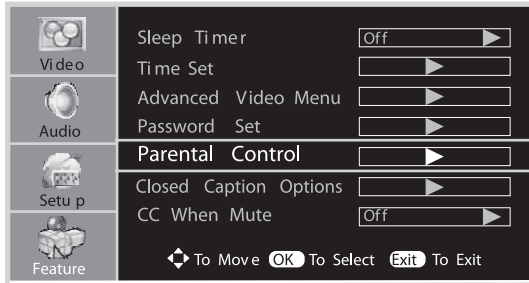 Video
Audio
Setup
Feature
Sleep Timer Off
Time Set
Advanced Video Menu
Password Set
Parental Control
Closed Caption Options
CC When Mute Off
To Move OK To Select Exit To Exit